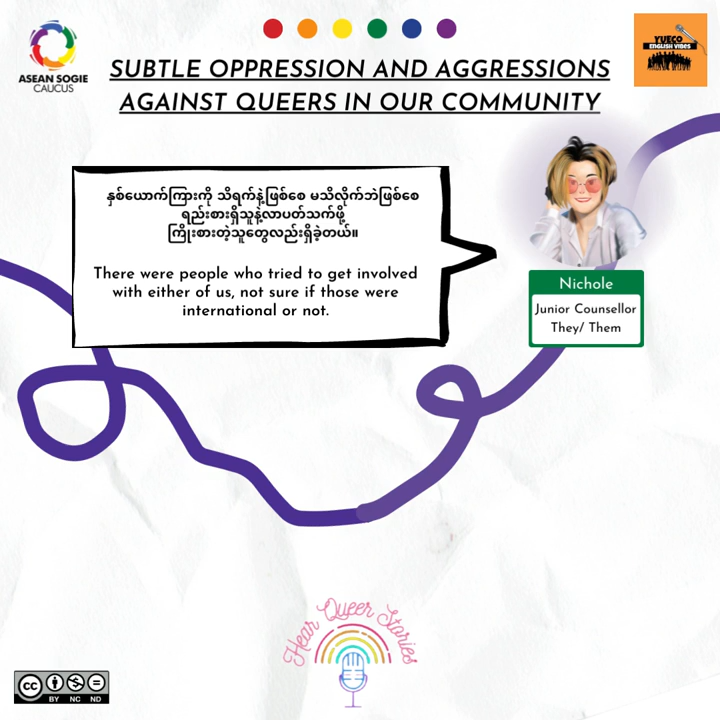 ASEAN SOGIE
CAUCUS
YUECO
ENGLISH VIBES
SUBTLE OPPRESSION AND AGGRESSIONS
AGAINST QUEERS IN OUR COMMUNITY
နှစ်ယောက်ကြားကို သိရက်နဲ့ဖြစ်စေ မသိလိုက်ဘဲဖြစ်စေ
ရည်းစားရှိသူနဲ့လာပတ်သက်ဖို့
ကြိုးစားတဲ့သူတွေလည်းရှိခဲ့တယ်။
There were people who tried to get involved
with either of us, not sure if those were
international or not.
Nichole
Junior Counsellor
They/ Them
Hear Queer Stories
cc
BY NC ND